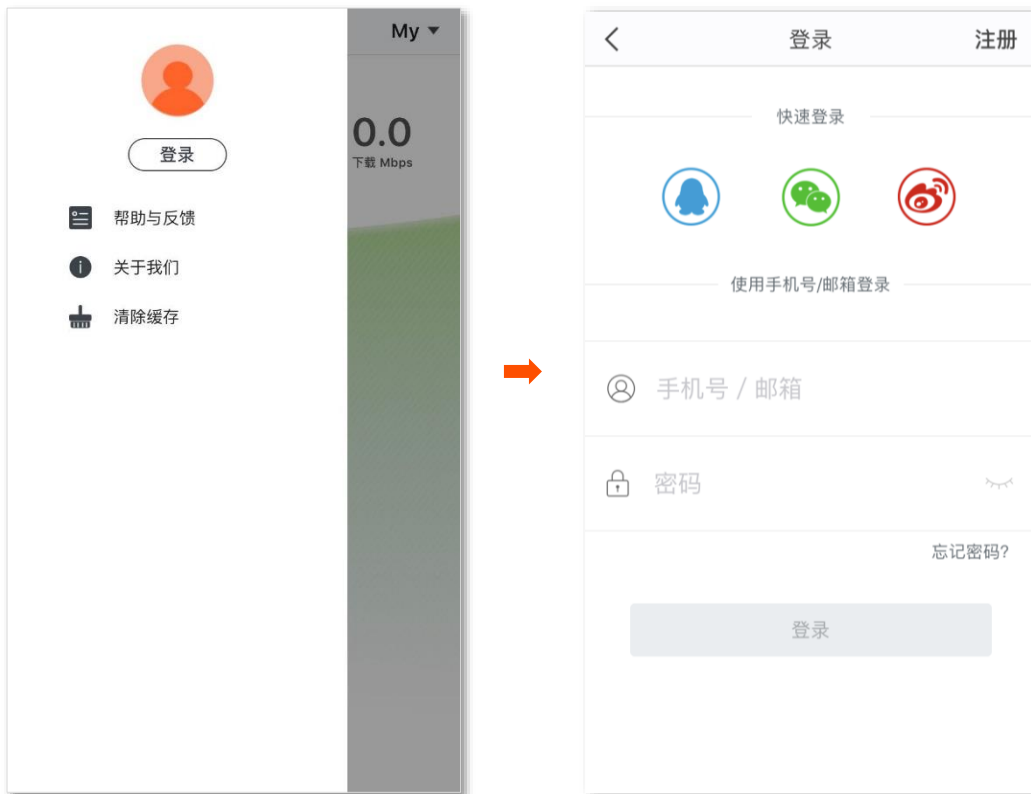 My
0.0
下载 Mbps
登录
帮助与反馈
关于我们
清除缓存
登录
注册
快速登录
使用手机号/邮箱登录
手机号 / 邮箱
密码
忘记密码?
登录